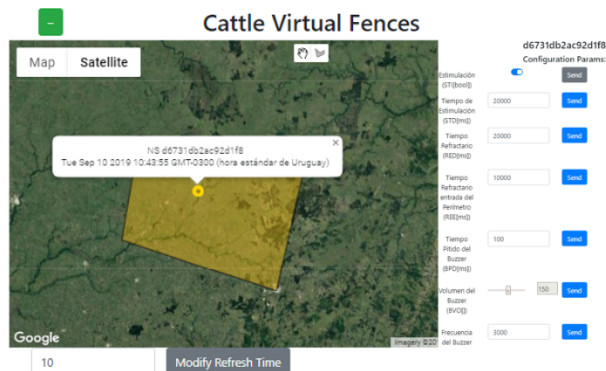 –
Cattle Virtual Fences
Map
Satellite
×
NS d6731db2ac92d1f8
Tue Sep 10 2019 10:43:55 GMT-0300 (hora estándar de Uruguay)
Google
Imagery ©20
10
Modify Refresh Time
d6731db2ac92d1f8
Configuration Params:
Estimulación
(STI[bool])
Send
Tiempo de
Estimulación
(STD[ms])
20000
Send
Tiempo
Refractario
(RED[ms])
20000
Send
Tiempo
Refractario
entrada del
Perímetro
(REE[ms])
10000
Send
Tiempo
Pitido del
Buzzer
(BPD[ms])
100
Send
Volumen del
Buzzer
(BVO[])
150
Send
Frecuencia
del Buzzer
3000
Send